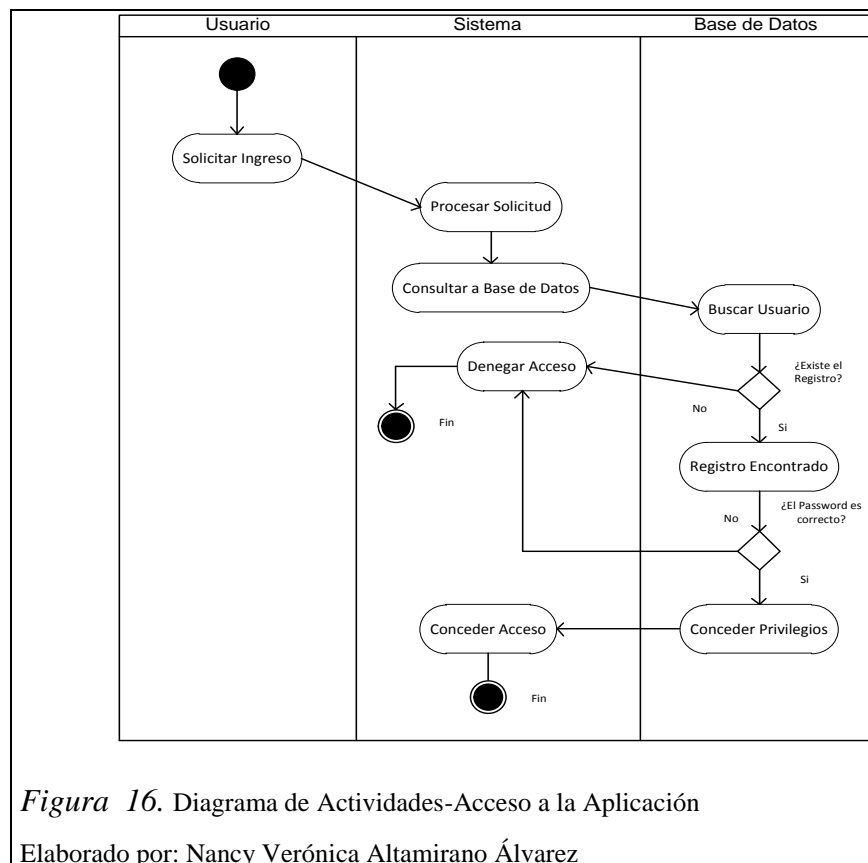 Usuario Sistema Base de Datos
Solicitar Ingreso
Procesar Solicitud
Consultar a Base de Datos
Buscar Usuario
¿Existe el
Registro?
Denegar Acceso
No
Fin
Si
Registro Encontrado
¿El Password es
correcto?
No
Si
Conceder Acceso
Conceder Privilegios
Fin
Figura 16. Diagrama de Actividades-Acceso a la Aplicación
Elaborado por: Nancy Verónica Altamirano Álvarez